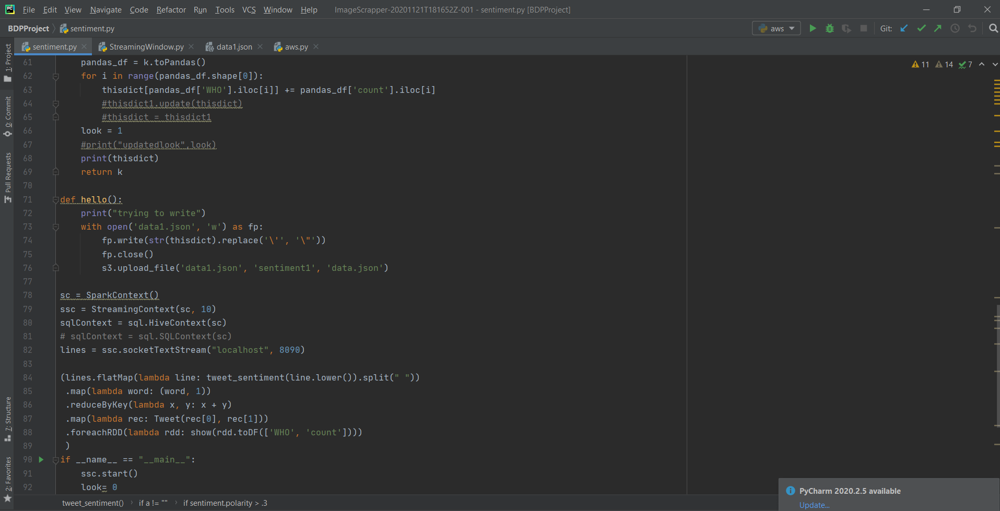 File Edit View Navigate Code Refactor Run Tools VCS Window Help ImageScrapper-20201121T181652Z-001 - sentiment.py [BDPProject]
BDPProject sentiment.py aws Git:
sentiment.py StreamingWindow.py data1.json aws.py
1: Project
0: Commit
Pull Requests
7: Structure
2: Favorites
11 14 7
61 pandas_df = k.toPandas()
62 for i in range(pandas_df.shape[0]):
63 thisdict[pandas_df['WHO'].iloc[i]] += pandas_df['count'].iloc[i]
64 #thisdict1.update(thisdict)
65 #thisdict = thisdict1
66 look = 1
67 #print("updatedlook",look)
68 print(thisdict)
69 return k
70
71 def hello():
72 print("trying to write")
73 with open('data1.json', 'w') as fp:
74 fp.write(str(thisdict).replace('\'', '\"'))
75 fp.close()
76 s3.upload_file('data1.json', 'sentiment1', 'data.json')
77
78 sc = SparkContext()
79 ssc = StreamingContext(sc, 10)
80 sqlContext = sql.HiveContext(sc)
81 # sqlContext = sql.SQLContext(sc)
82 lines = ssc.socketTextStream("localhost", 8090)
83
84 (lines.flatMap(lambda line: tweet_sentiment(line.lower()).split(" "))
85 .map(lambda word: (word, 1))
86 .reduceByKey(lambda x, y: x + y)
87 .map(lambda rec: Tweet(rec[0], rec[1]))
88 .foreachRDD(lambda rdd: show(rdd.toDF(['WHO', 'count'])))
89 )
90 if __name__ == "__main__":
91 ssc.start()
92 look= 0
tweet_sentiment() › if a != "" › if sentiment.polarity > .3
PyCharm 2020.2.5 available
Update...